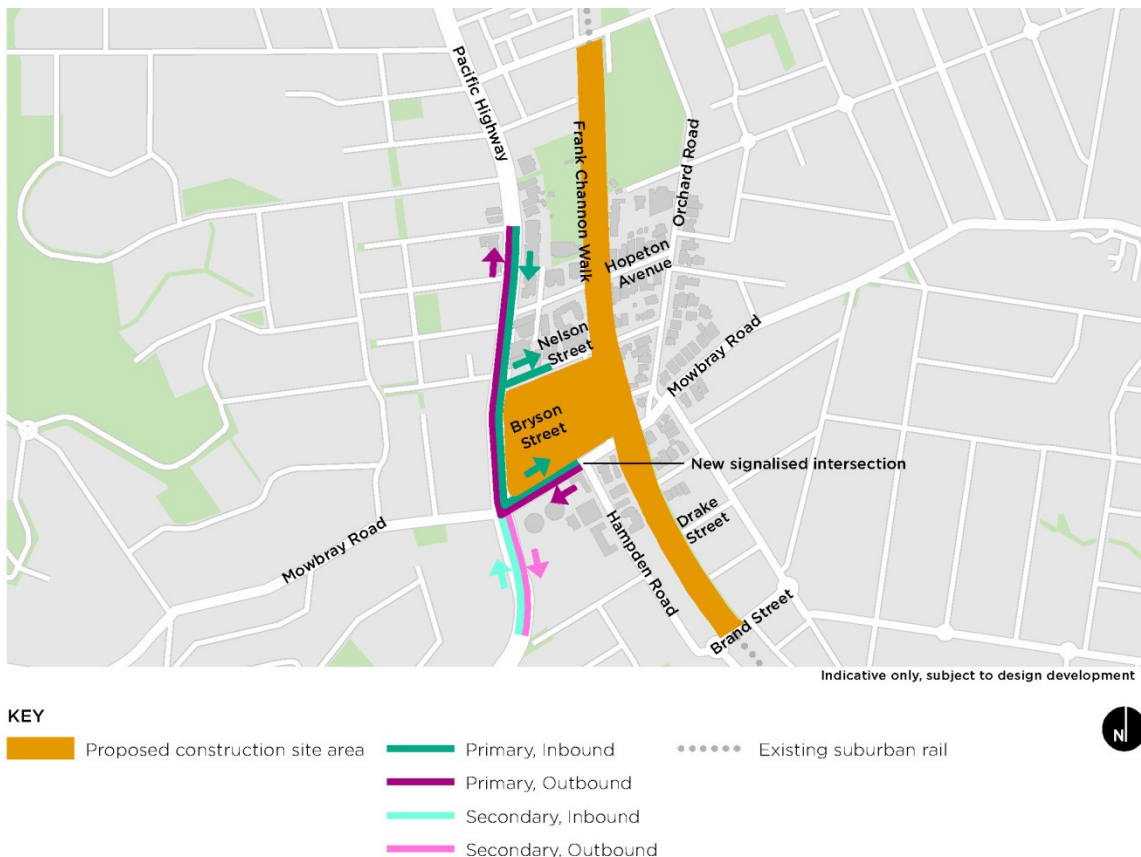 Pacific Highway
Frank Channon Walk
Orchard Road
Hopeton
Avenue
Nelson
Street
Mowbray Road
Bryson
Street
New signalised intersection
Drake
Street
Hampden Road
Mowbray Road
Brand Street
Indicative only, subject to design development
KEY
Proposed construction site area
Primary, Inbound
Primary, Outbound
Secondary, Inbound
Secondary, Outbound
Existing suburban rail
N